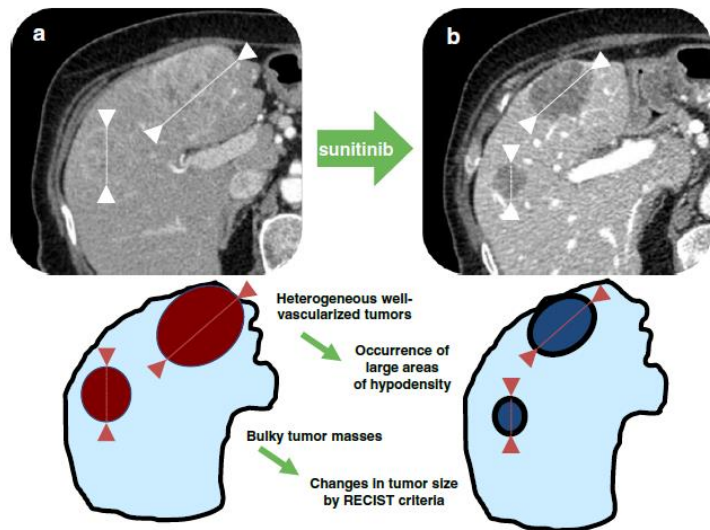 a
b
sunitinib
Heterogeneous well-
vascularized tumors
Occurrence of
large areas
of hypodensity
Bulky tumor masses
Changes in tumor size
by RECIST criteria